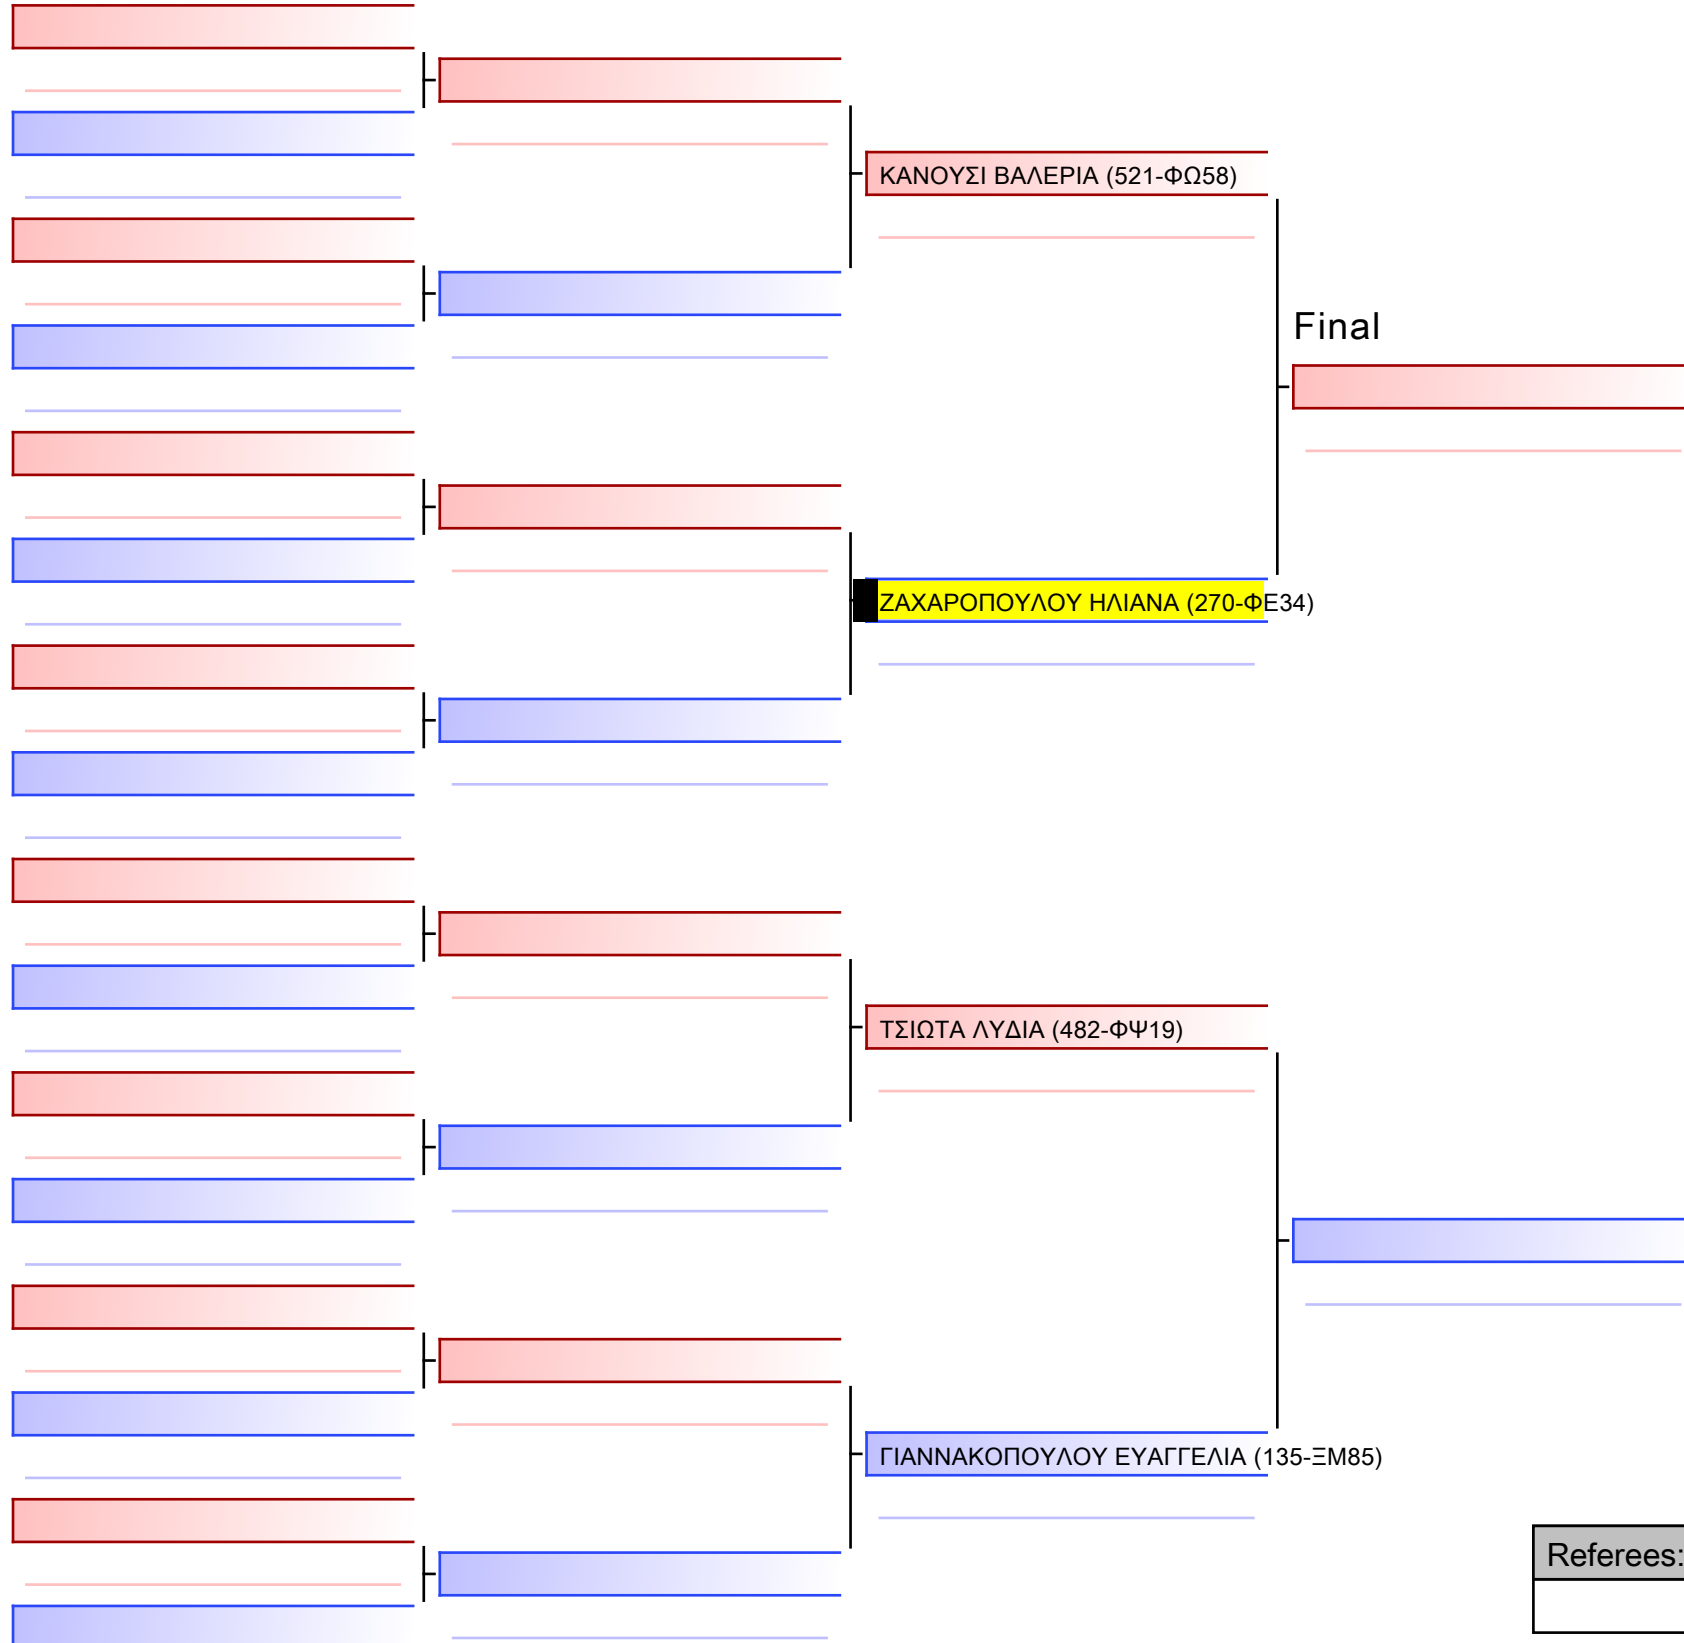 ΚΑΝΟΥΣΙ ΒΑΛΕΡΙΑ (521-ΦΩ58)
Final
ΖΑΧΑΡΟΠΟΥΛΟΥ ΗΛΙΑΝΑ (270-ΦΕ34)
ΤΣΙΩΤΑ ΛΥΔΙΑ (482-ΦΨ19)
ΓΙΑΝΝΑΚΟΠΟΥΛΟΥ ΕΥΑΓΓΕΛΙΑ (135-ΞΜ85)
Referees: